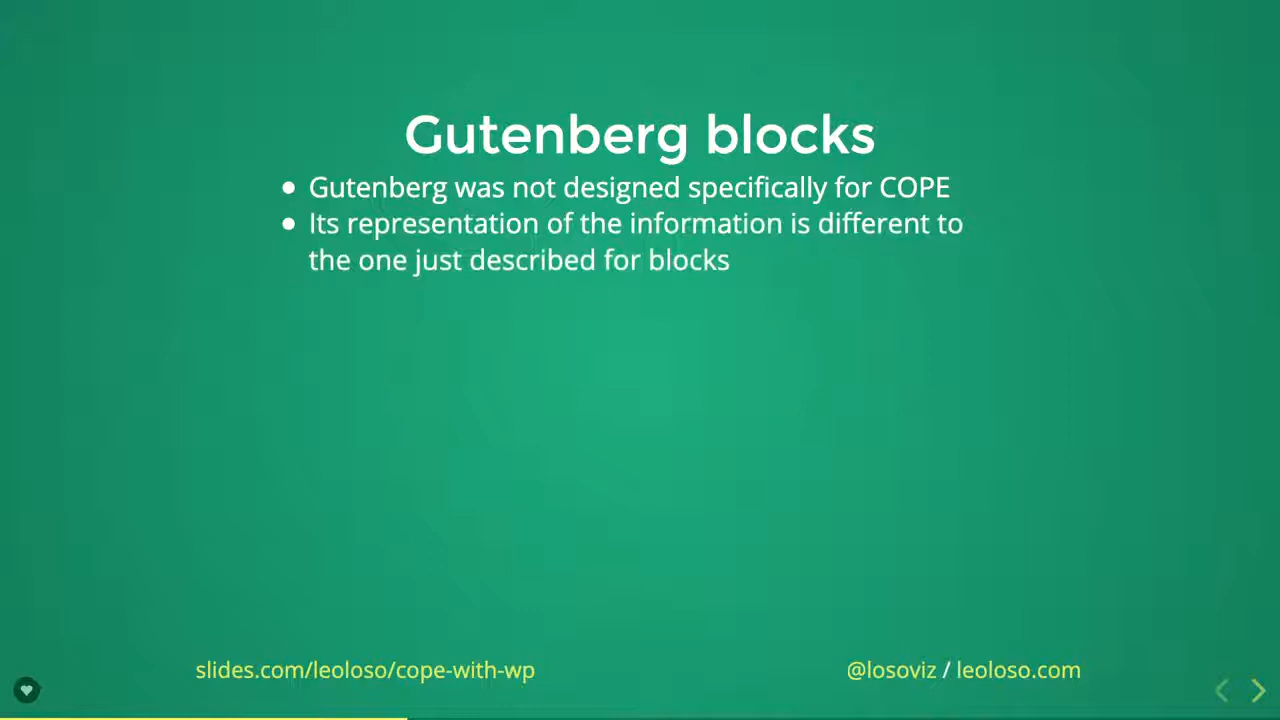 Gutenberg blocks
• Gutenberg was not designed specifically for COPE
• Its representation of the information is different to
the one just described for blocks
slides.com/leoloso/cope-with-wp
@losoviz / leoloso.com